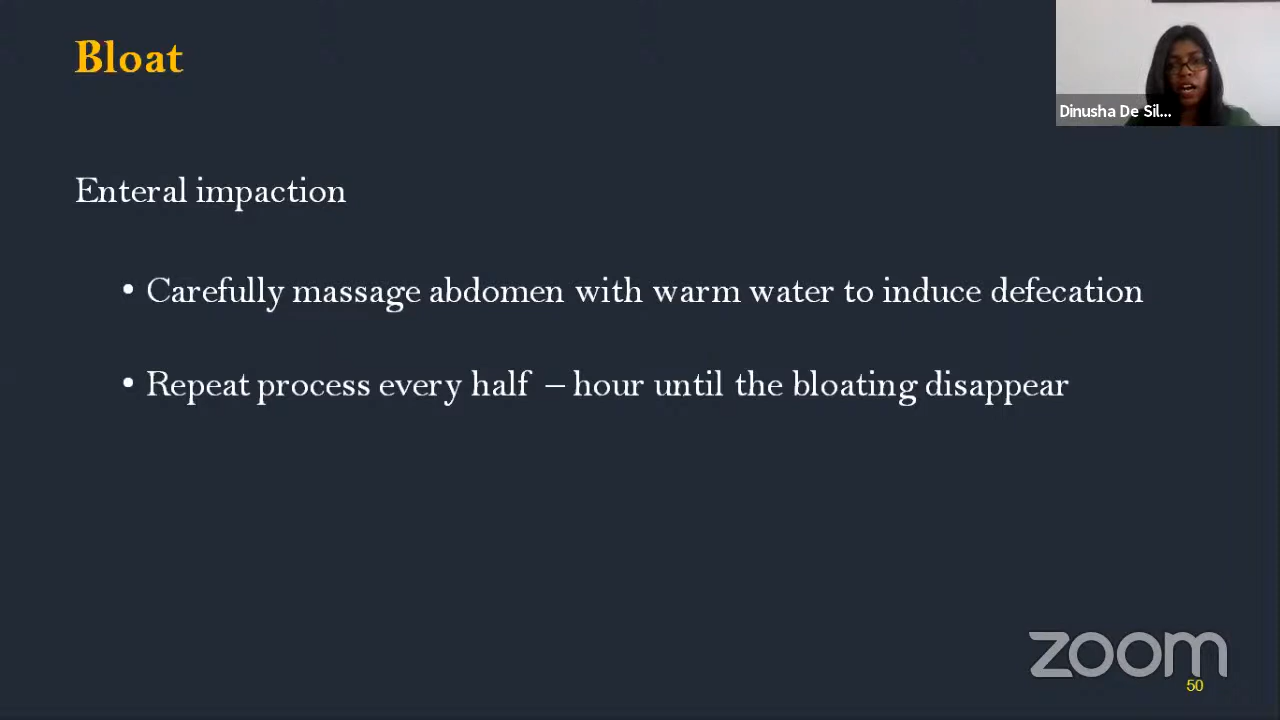 Bloat
Dinusha De Sil...
Enteral impaction
• Carefully massage abdomen with warm water to induce defecation
• Repeat process every half – hour until the bloating disappear
zoom
50